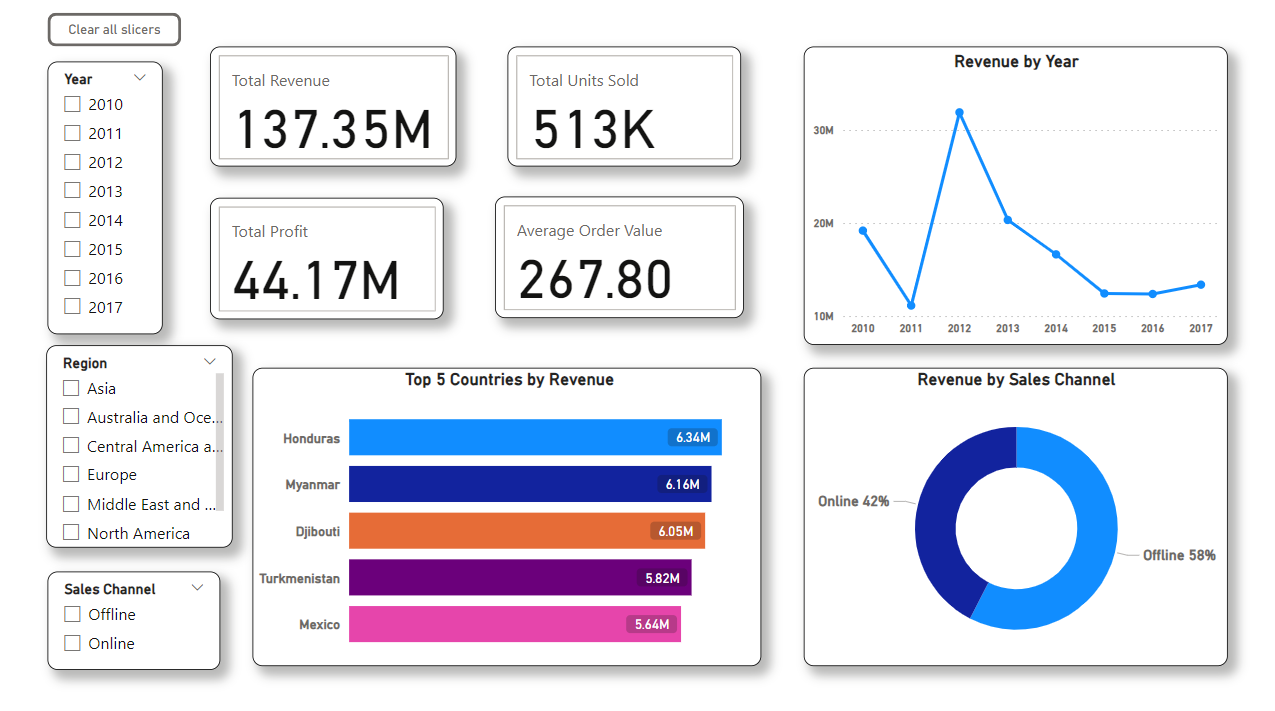 Clear all slicers
Year
2010
2011
2012
2013
2014
2015
2016
2017
Total Revenue
137.35M
Total Units Sold
513K
Total Profit
44.17M
Average Order Value
267.80
Revenue by Year
30M
20M
10M
2010 2011 2012 2013 2014 2015 2016 2017
Region
Asia
Australia and Oce...
Central America a...
Europe
Middle East and ...
North America
Sales Channel
Offline
Online
Top 5 Countries by Revenue
Honduras 6.34M
Myanmar 6.16M
Djibouti 6.05M
Turkmenistan 5.82M
Mexico 5.64M
Revenue by Sales Channel
Online 42%
Offline 58%